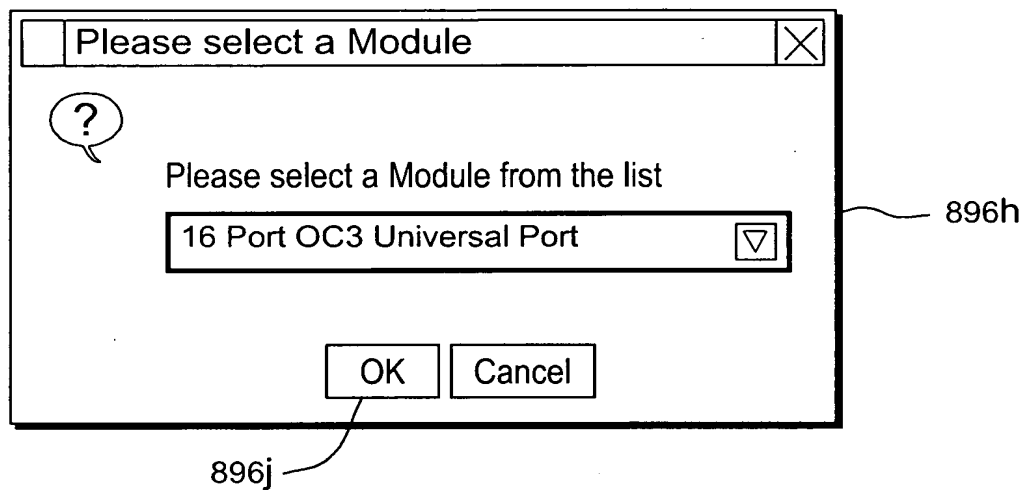 Please select a Module
?
Please select a Module from the list
16 Port OC3 Universal Port
896h
OK Cancel
896j